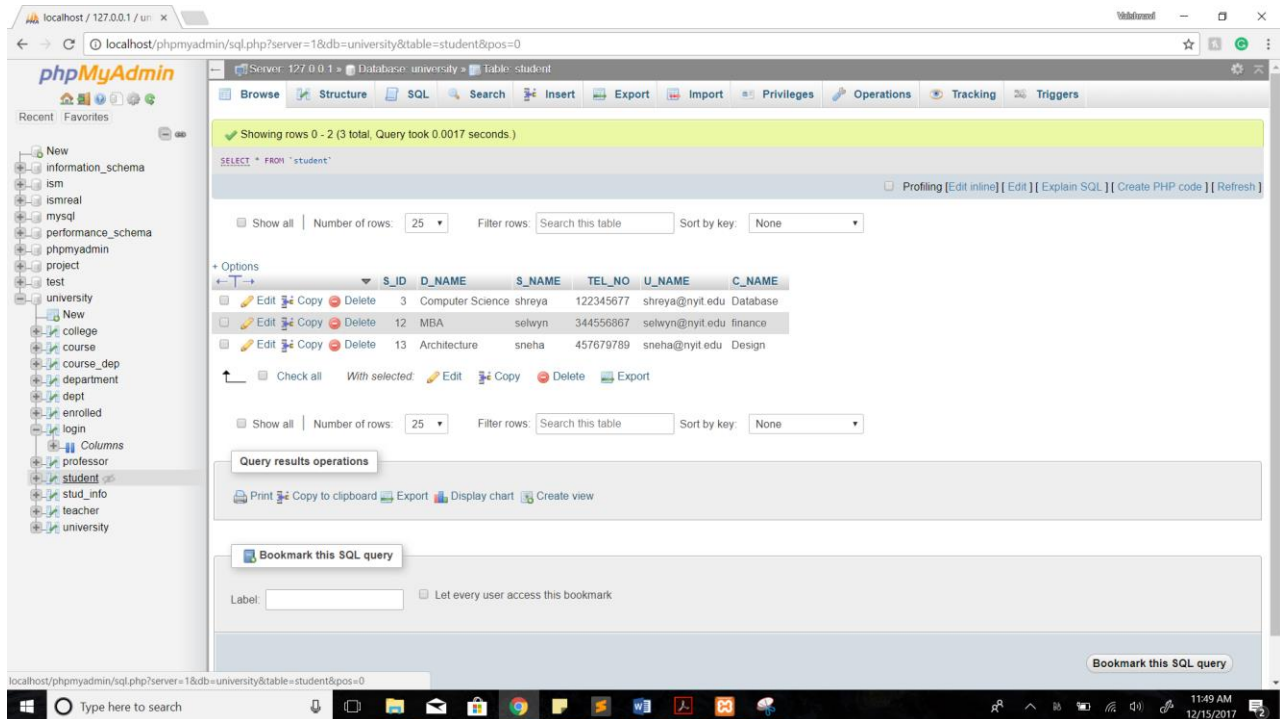 localhost / 127.0.0.1 / un
localhost/phpmyadmin/sql.php?server=1&db=university&table=student&pos=0
phpMyAdmin
Recent Favorites
New
information_schema
ism
ismreal
mysql
performance_schema
phpmyadmin
project
test
university
New
college
course
course_dep
department
dept
enrolled
login
Columns
professor
student
stud_info
teacher
university
Server: 127.0.0.1 » Database: university » Table: student
Browse Structure SQL Search Insert Export Import Privileges Operations Tracking Triggers
Showing rows 0 - 2 (3 total, Query took 0.0017 seconds.)
SELECT * FROM `student`
Profiling [Edit inline] [ Edit ] [ Explain SQL ] [ Create PHP code ] [ Refresh ]
Show all | Number of rows: 25 Filter rows: Search this table Sort by key: None
+ Options
S_ID D_NAME S_NAME TEL_NO U_NAME C_NAME
Edit Copy Delete 3 Computer Science shreya 122345677 shreya@nyit.edu Database
Edit Copy Delete 12 MBA selwyn 344556867 selwyn@nyit.edu finance
Edit Copy Delete 13 Architecture sneha 457679789 sneha@nyit.edu Design
Check all With selected: Edit Copy Delete Export
Show all | Number of rows: 25 Filter rows: Search this table Sort by key: None
Query results operations
Print Copy to clipboard Export Display chart Create view
Bookmark this SQL query
Label: Let every user access this bookmark
Bookmark this SQL query
localhost/phpmyadmin/sql.php?server=1&db=university&table=student&pos=0
Type here to search
11:49 AM
12/15/2017